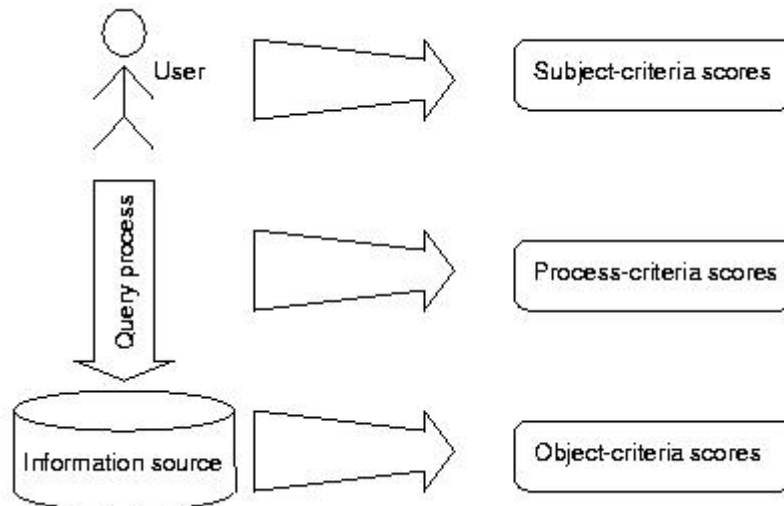 User
Subject-criteria scores
Query process
Process-criteria scores
Information source
Object-criteria scores